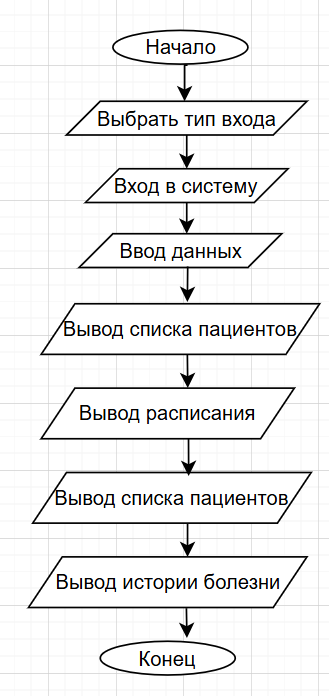 Начало
Выбрать тип входа
Вход в систему
Ввод данных
Вывод списка пациентов
Вывод расписания
Вывод списка пациентов
Вывод истории болезни
Конец